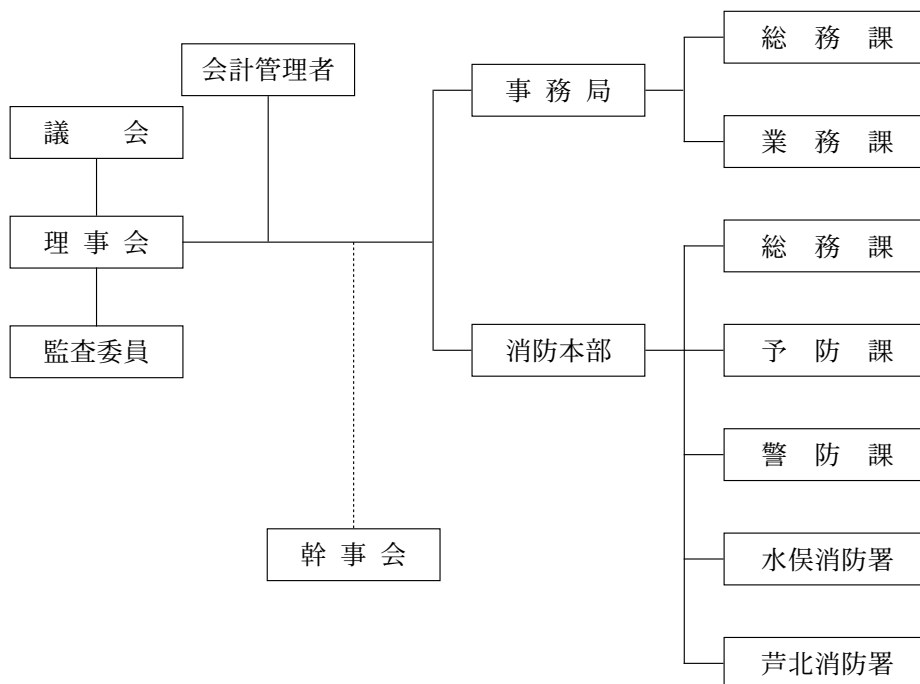 総　務　課
会計管理者
事　務　局
議　　　会
業　務　課
理　事　会
総　務　課
監査委員
消防本部
予　防　課
警　防　課
幹　事　会
水俣消防署
芦北消防署